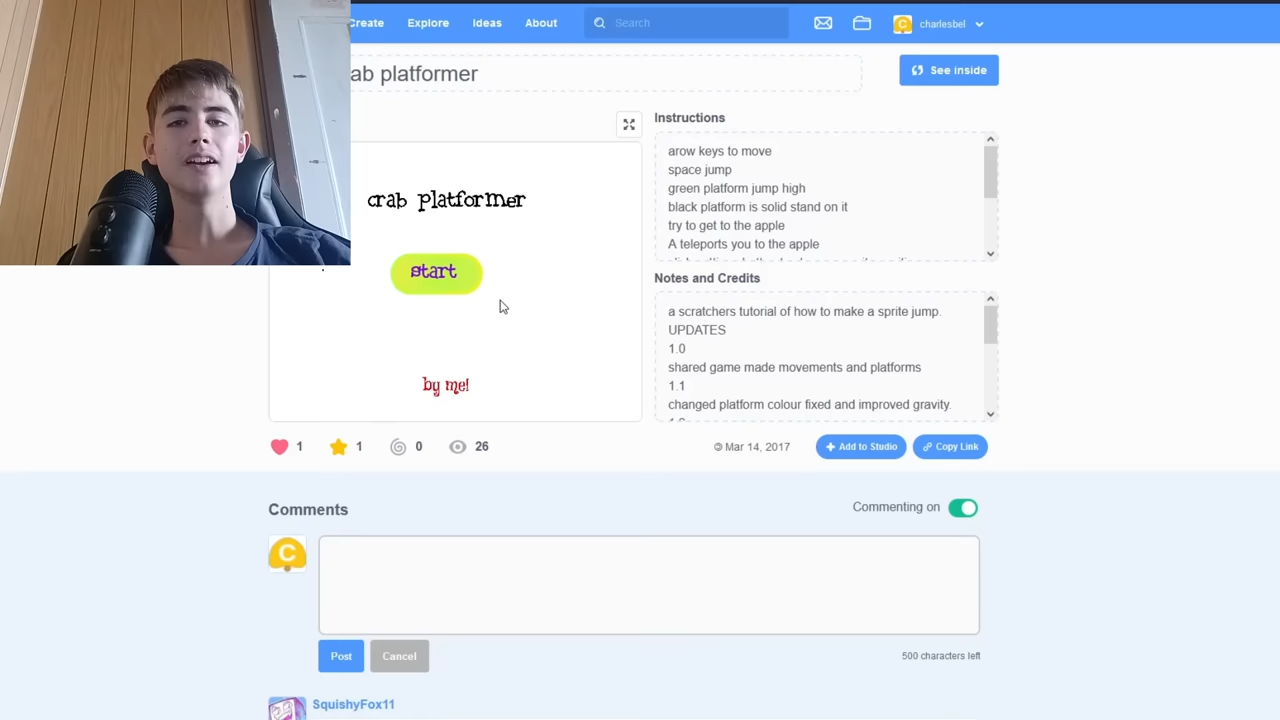 Create Explore Ideas About Search charlesbel
ab platformer
See inside
Instructions
arow keys to move
space jump
green platform jump high
black platform is solid stand on it
try to get to the apple
A teleports you to the apple
crab platformer
start
by me!
Notes and Credits
a scratchers tutorial of how to make a sprite jump.
UPDATES
1.0
shared game made movements and platforms
1.1
changed platform colour fixed and improved gravity.
1 1 0 26
Mar 14, 2017
Add to Studio
Copy Link
Comments
Commenting on
C
Post
Cancel
500 characters left
SquishyFox11